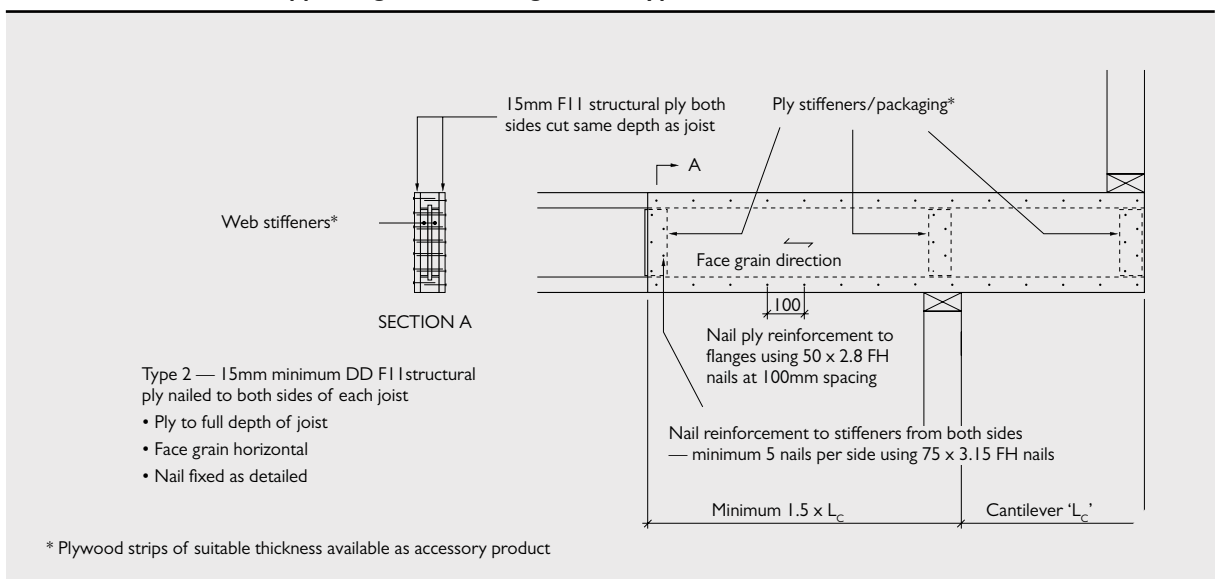 15mm F11 structural ply both
sides cut same depth as joist
Ply stiffeners/packaging*
A
Web stiffeners*
Face grain direction
100
SECTION A
Nail ply reinforcement to
flanges using 50 x 2.8 FH
nails at 100mm spacing
Type 2 — 15mm minimum DD F11structural
ply nailed to both sides of each joist
• Ply to full depth of joist
• Face grain horizontal
• Nail fixed as detailed
Nail reinforcement to stiffeners from both sides
— minimum 5 nails per side using 75 x 3.15 FH nails
Minimum 1.5 x LC
Cantilever ‘LC’
* Plywood strips of suitable thickness available as accessory product